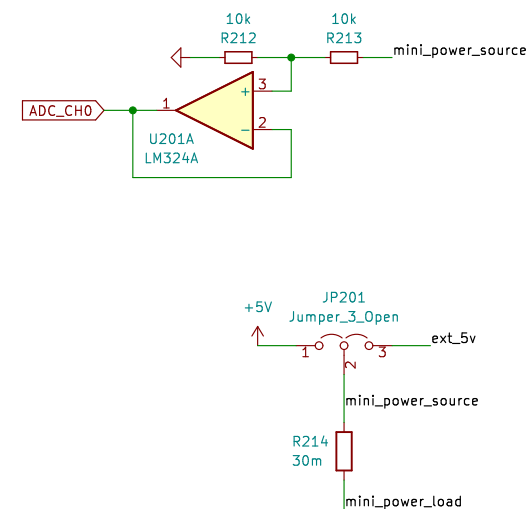 10k 10k
R212 R213
mini_power_source
3
+
ADC_CH0
1
2
−
U201A
LM324A
JP201
+5V
Jumper_3_Open
ext_5v
1 3
2
mini_power_source
R214
30m
mini_power_load